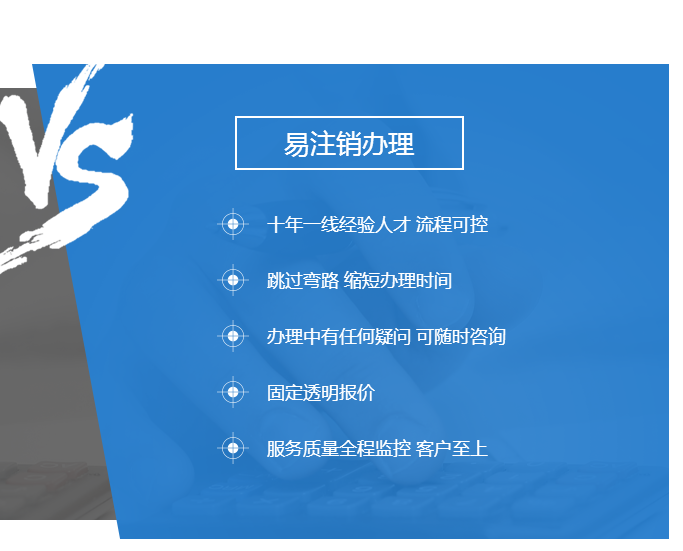 VS
易注销办理
十年一线经验人才 流程可控
跳过弯路 缩短办理时间
办理中有任何疑问 可随时咨询
固定透明报价
服务质量全程监控 客户至上